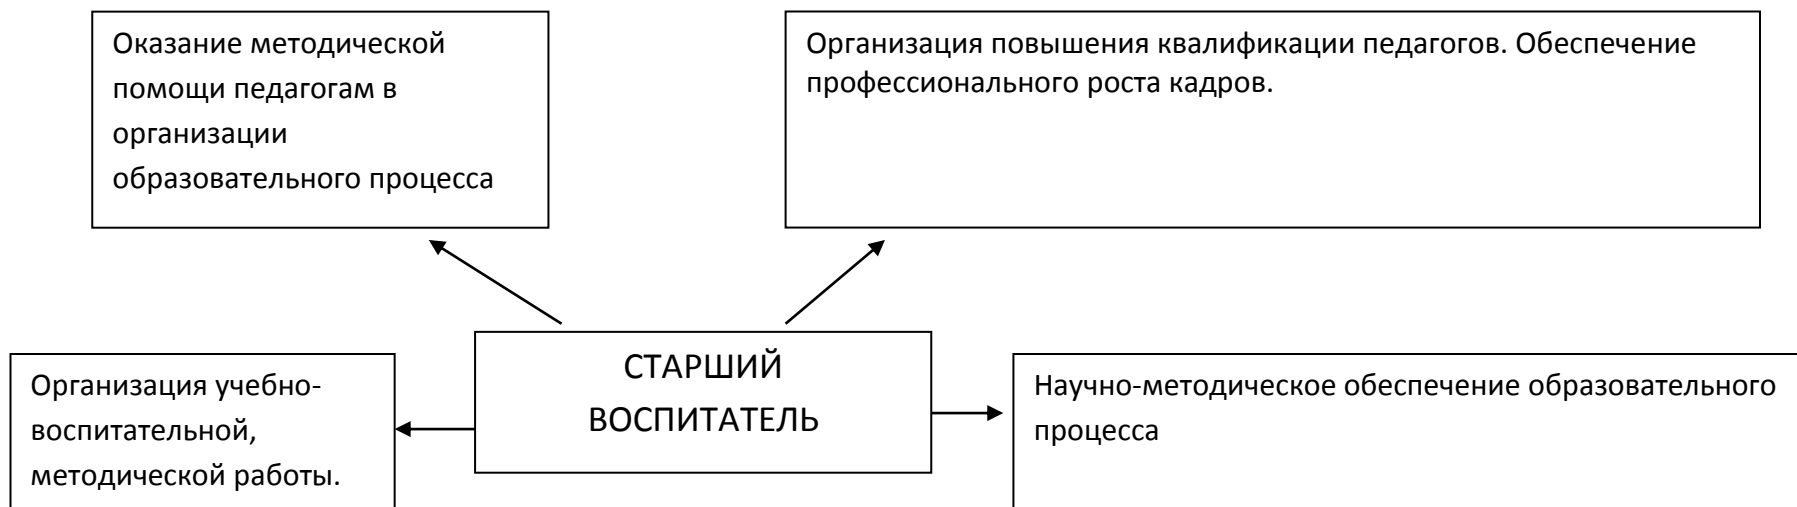 Оказание методической
помощи педагогам в
организации
образовательного процесса
Организация повышения квалификации педагогов. Обеспечение
профессионального роста кадров.
СТАРШИЙ
ВОСПИТАТЕЛЬ
Организация учебно-
воспитательной,
методической работы.
Научно-методическое обеспечение образовательного
процесса